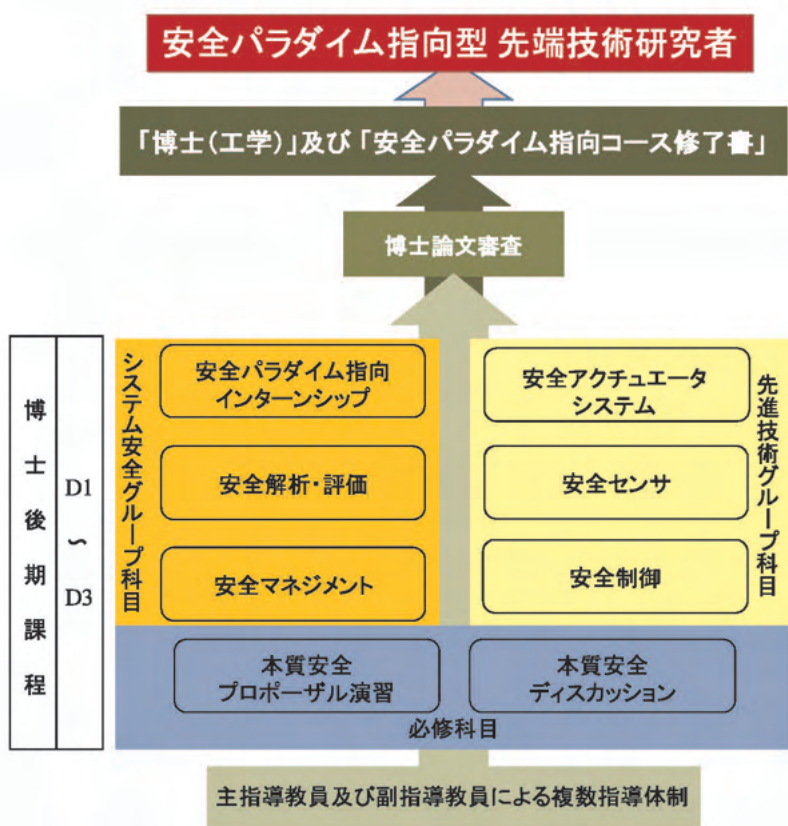 安全パラダイム指向型 先端技術研究者
「博士(工学)」及び「安全パラダイム指向コース修了書」
博士論文審査
博士後期課程
D1
～
D3
システム安全グループ科目
安全パラダイム指向
インターンシップ
安全解析・評価
安全マネジメント
安全アクチュエータ
システム
安全センサ
安全制御
先進技術グループ科目
本質安全
プロポーザル演習
本質安全
ディスカッション
必修科目
主指導教員及び副指導教員による複数指導体制